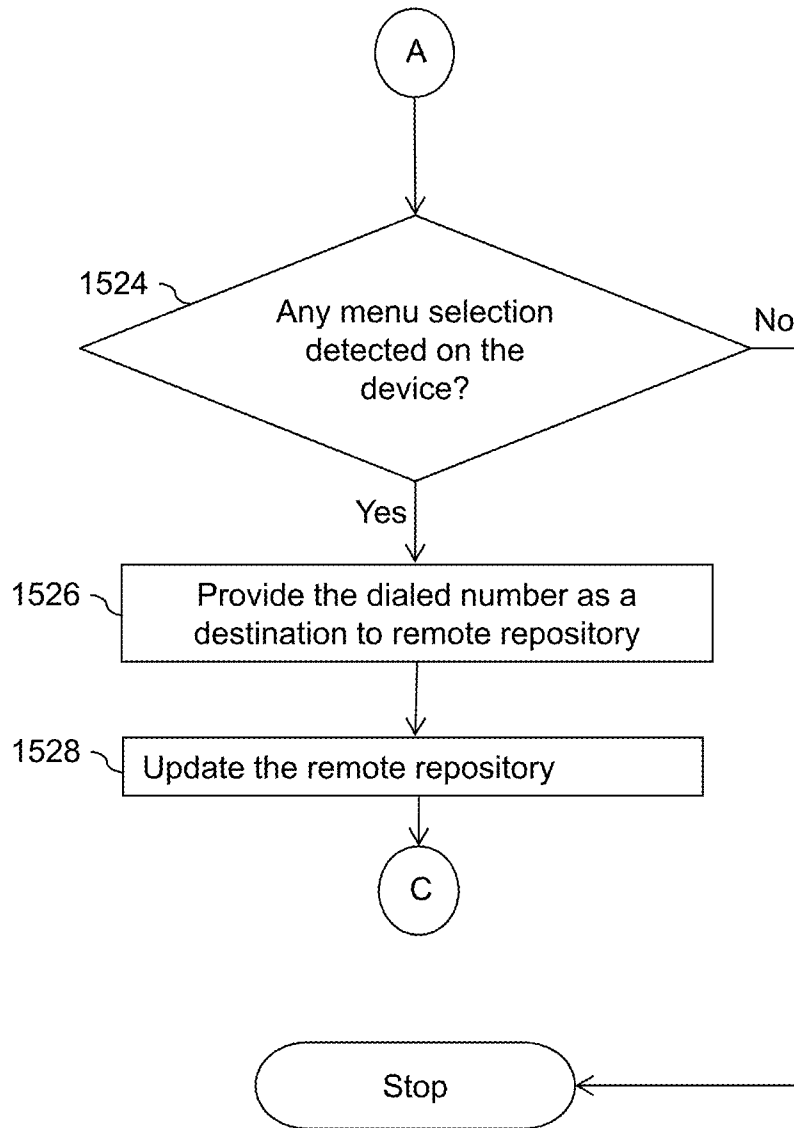 A
1524
Any menu selection
detected on the
device?
No
Yes
1526
Provide the dialed number as a
destination to remote repository
1528
Update the remote repository
C
Stop